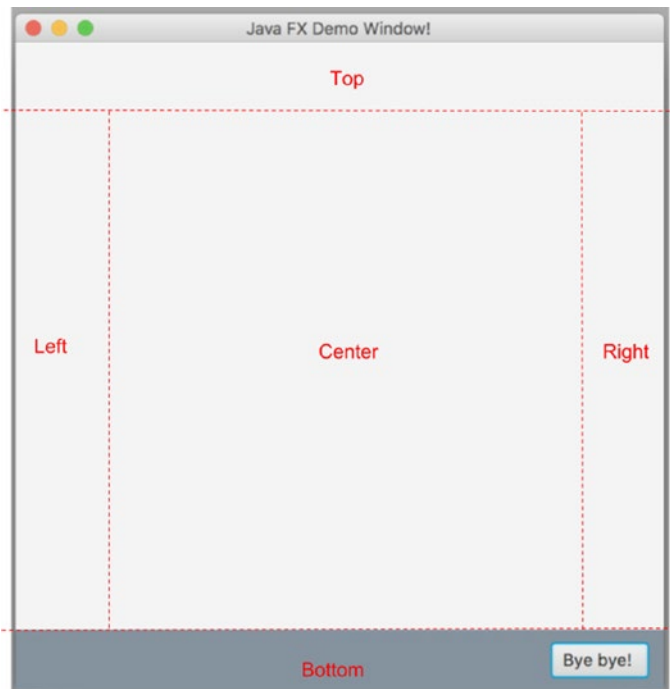 Java FX Demo Window!
Top
Left
Center
Right
Bye bye!
Bottom